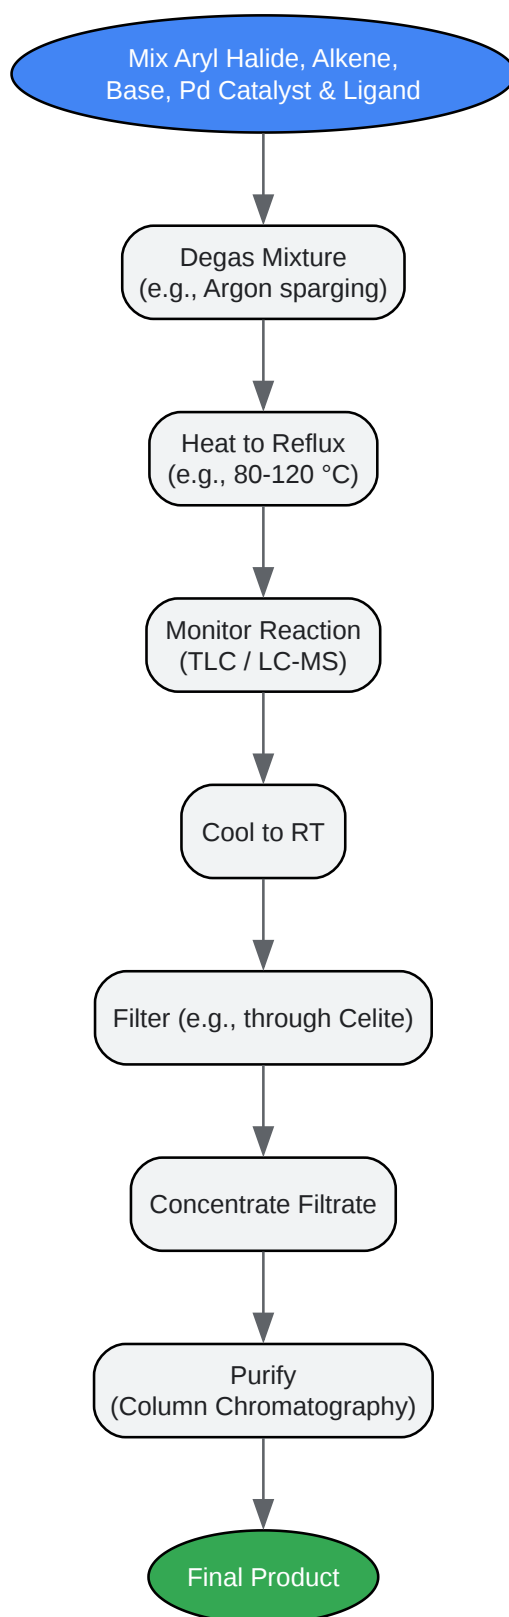 Mix Aryl Halide, Alkene,
Base, Pd Catalyst & Ligand
Degas Mixture
(e.g., Argon sparging)
Heat to Reflux
(e.g., 80-120 °C)
Monitor Reaction
(TLC / LC-MS)
Cool to RT
Filter (e.g., through Celite)
Concentrate Filtrate
Purify
(Column Chromatography)
Final Product